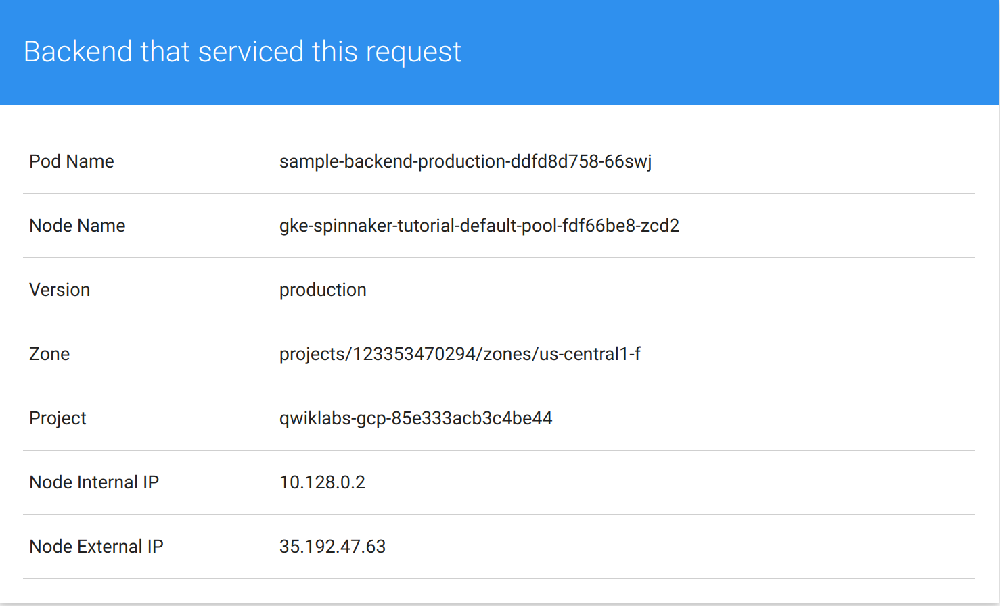 Backend that serviced this request
Pod Name sample-backend-production-ddfd8d758-66swj
Node Name gke-spinnaker-tutorial-default-pool-fdf66be8-zcd2
Version production
Zone projects/123353470294/zones/us-central1-f
Project qwiklabs-gcp-85e333acb3c4be44
Node Internal IP 10.128.0.2
Node External IP 35.192.47.63